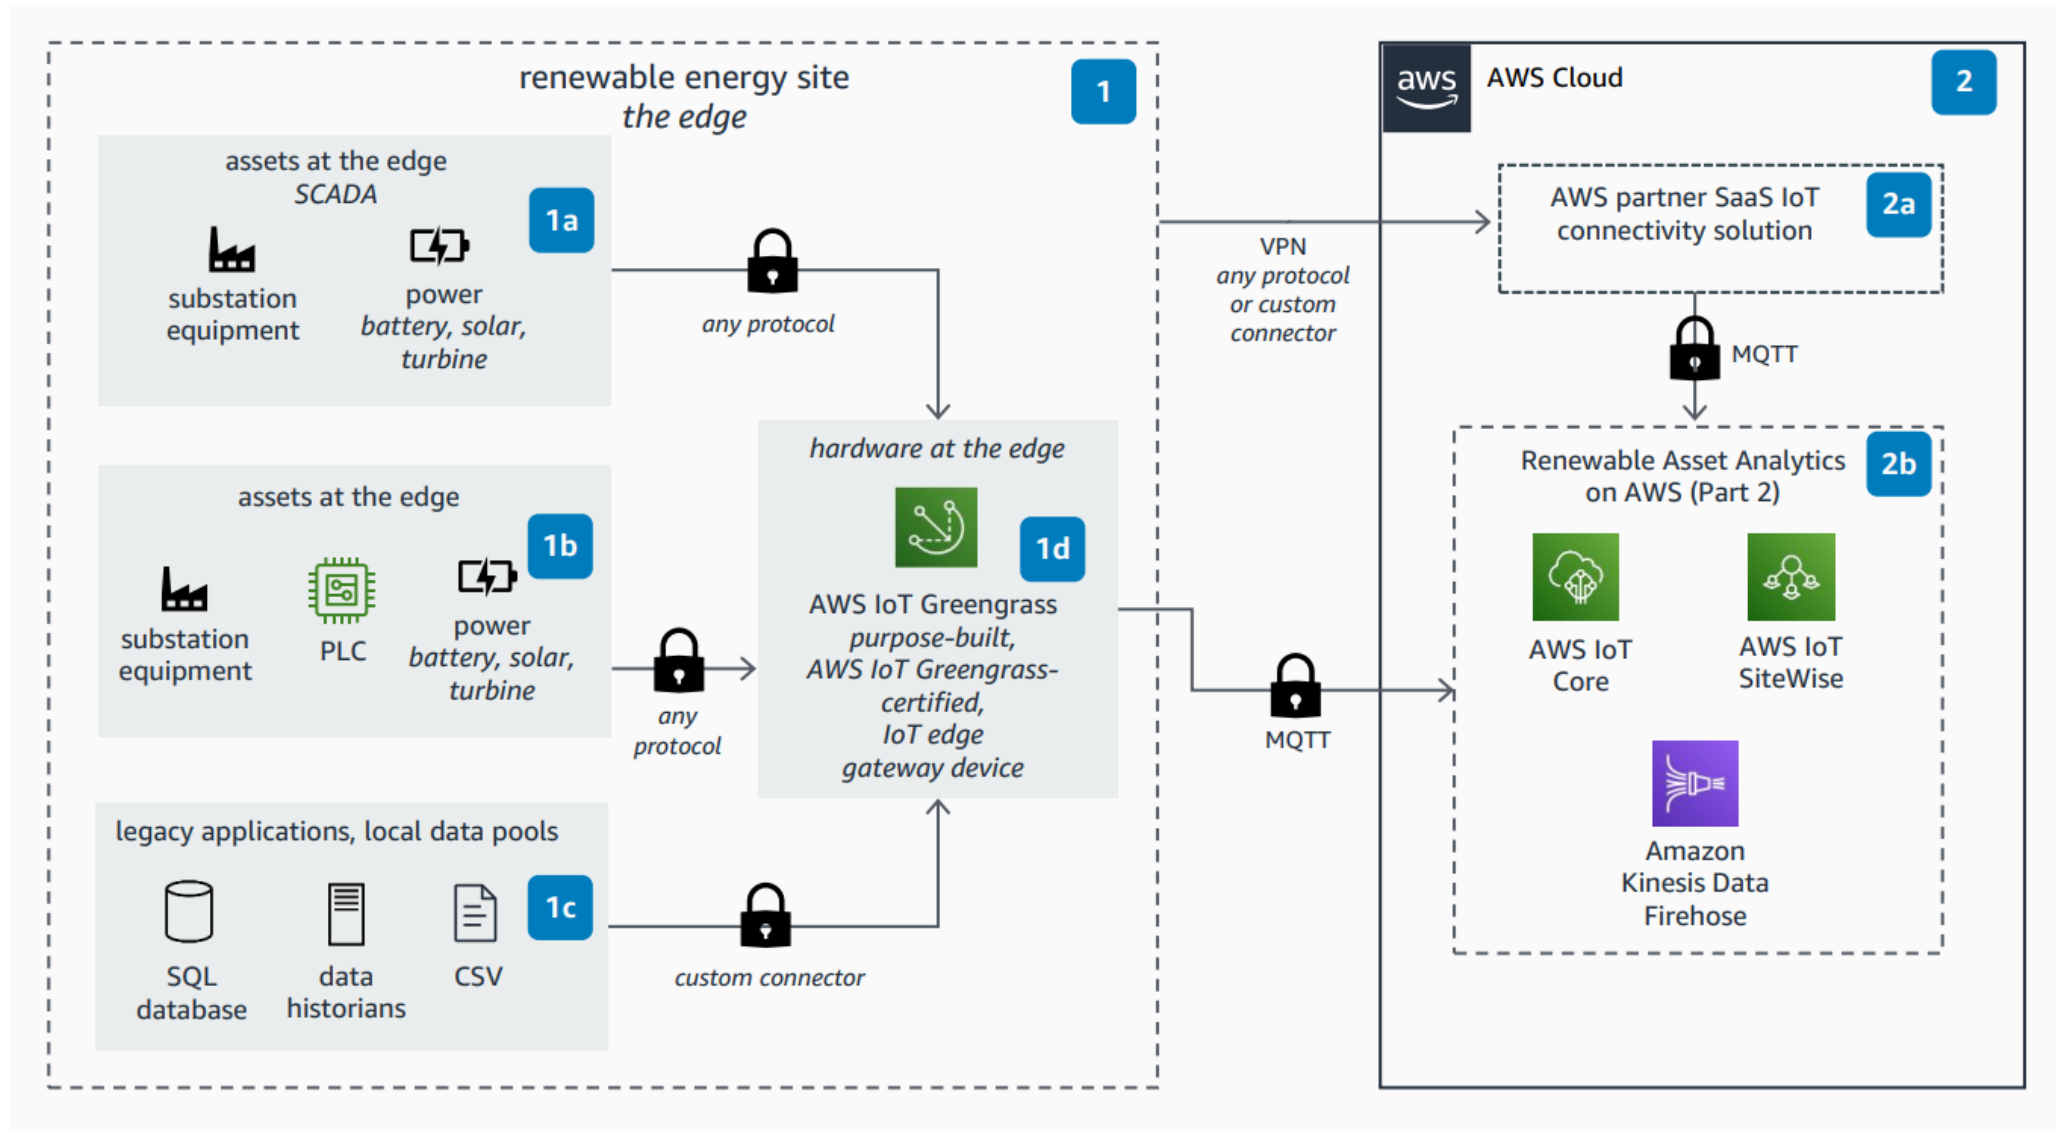 renewable energy site
the edge
1
assets at the edge
SCADA
1a
substation
equipment
power
battery, solar,
turbine
any protocol
assets at the edge
1b
substation
equipment
PLC
power
battery, solar,
turbine
any
protocol
legacy applications, local data pools
1c
SQL
database
data
historians
CSV
custom connector
hardware at the edge
1d
AWS IoT Greengrass
purpose-built,
AWS IoT Greengrass-
certified,
IoT edge
gateway device
VPN
any protocol
or custom
connector
MQTT
aws
AWS Cloud
2
AWS partner SaaS IoT
connectivity solution
2a
MQTT
Renewable Asset Analytics
on AWS (Part 2)
2b
AWS IoT
Core
AWS IoT
SiteWise
Amazon
Kinesis Data
Firehose